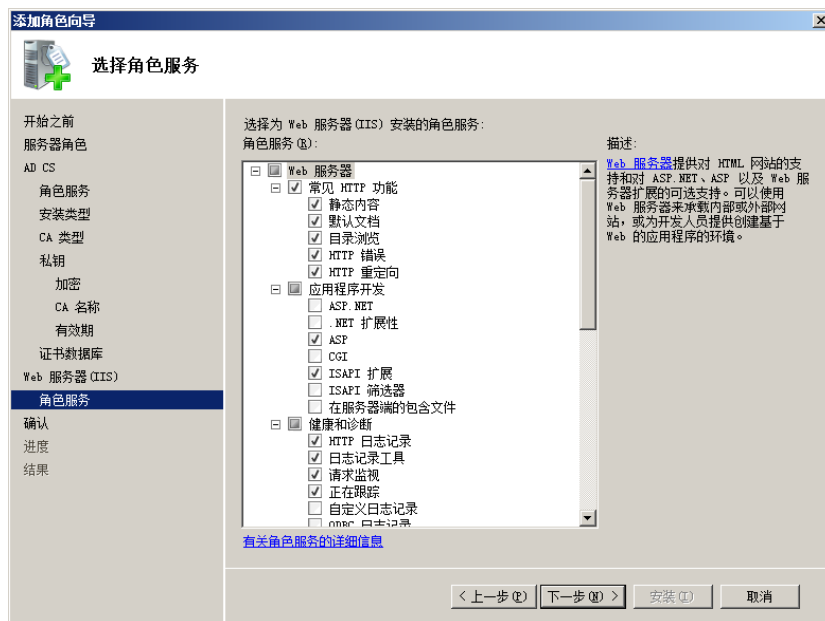 添加角色向导
选择角色服务
开始之前
服务器角色
AD CS
角色服务
安装类型
CA 类型
私钥
加密
CA 名称
有效期
证书数据库
Web 服务器(IIS)
角色服务
确认
进度
结果
选择为 Web 服务器(IIS) 安装的角色服务:
角色服务(R):
Web 服务器
常见 HTTP 功能
静态内容
默认文档
目录浏览
HTTP 错误
HTTP 重定向
应用程序开发
ASP.NET
.NET 扩展性
ASP
CGI
ISAPI 扩展
ISAPI 筛选器
在服务器端的包含文件
健康和诊断
HTTP 日志记录
日志记录工具
请求监视
正在跟踪
自定义日志记录
ODBC 日志记录
有关角色服务的详细信息
描述:
Web 服务器提供对 HTML 网站的支
持和对 ASP.NET、ASP 以及 Web 服
务器扩展的可选支持。可以使用
Web 服务器来承载内部或外部网
站，或为开发人员提供创建基于
Web 的应用程序的环境。
< 上一步(P)
下一步(N) >
安装(I)
取消